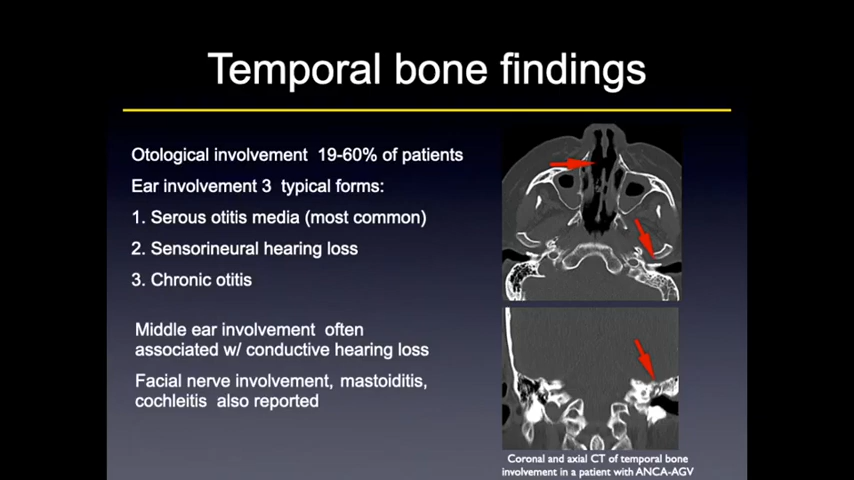 Temporal bone findings
Otological involvement 19-60% of patients
Ear involvement 3 typical forms:
1. Serous otitis media (most common)
2. Sensorineural hearing loss
3. Chronic otitis
Middle ear involvement often
associated w/ conductive hearing loss
Facial nerve involvement, mastoiditis,
cochleitis also reported
Coronal and axial CT of temporal bone
involvement in a patient with ANCA-AGV